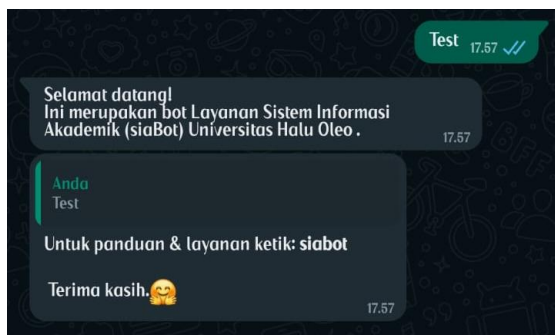 Test 17.57
Selamat datang!
Ini merupakan bot Layanan Sistem Informasi
Akademik (siaBot) Universitas Halu Oleo .
17.57
Anda
Test
Untuk panduan & layanan ketik: siabot
Terima kasih.🤗
17.57